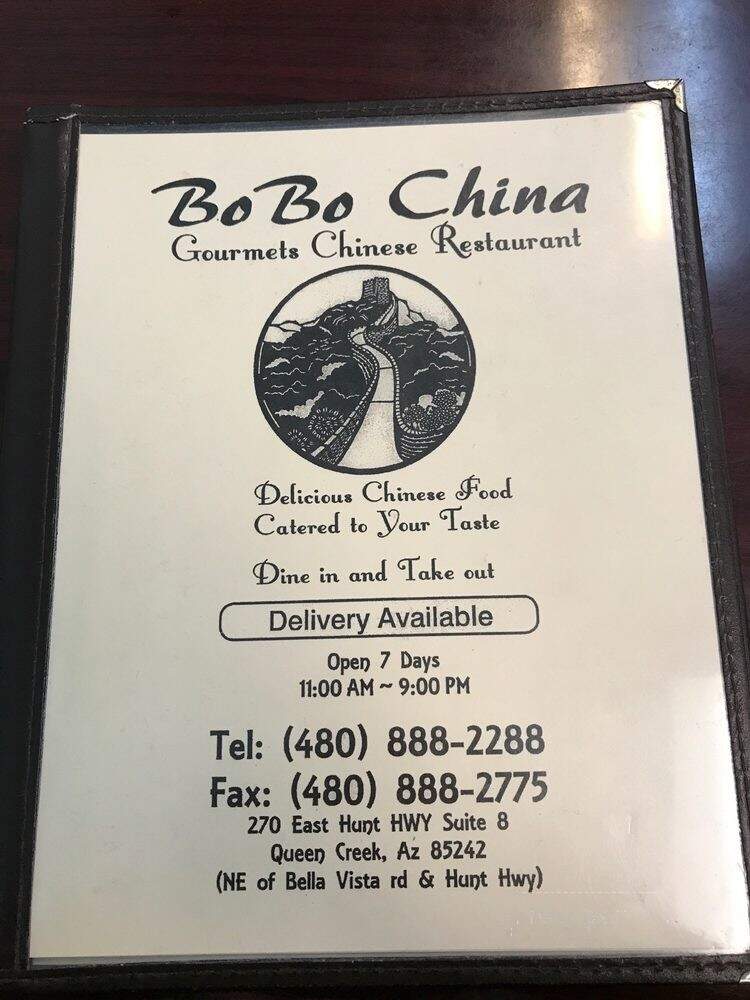 BoBo China
Gourmets Chinese Restaurant
Delicious Chinese Food
Catered to Your Taste
Dine in and Take out
Delivery Available
Open 7 Days
11:00 AM ~ 9:00 PM
Tel: (480) 888-2288
Fax: (480) 888-2775
270 East Hunt HWY Suite 8
Queen Creek, Az 85242
(NE of Bella Vista rd & Hunt Hwy)